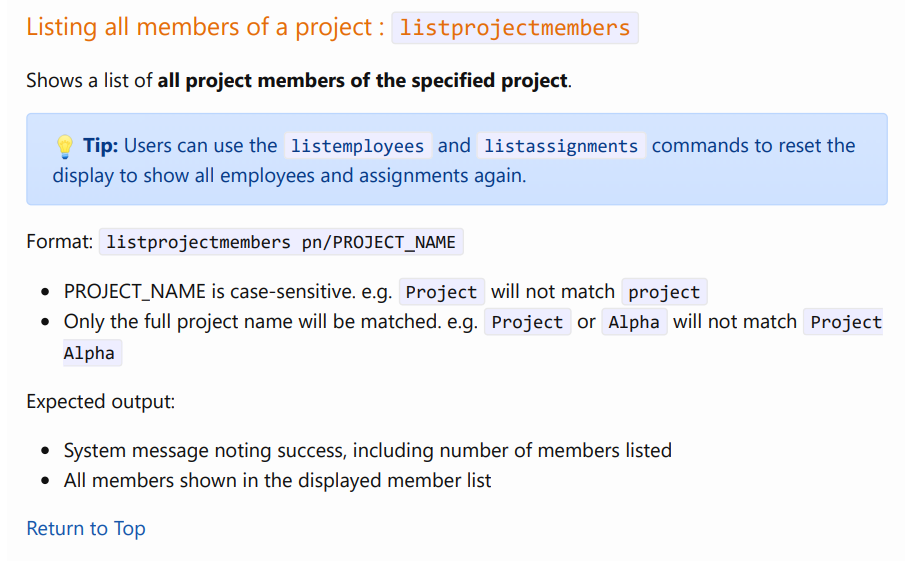 Listing all members of a project : listprojectmembers
Shows a list of all project members of the specified project.
💡 Tip: Users can use the listemployees and listassignments commands to reset the
display to show all employees and assignments again.
Format: listprojectmembers pn/PROJECT_NAME
• PROJECT_NAME is case-sensitive. e.g. Project will not match project
• Only the full project name will be matched. e.g. Project or Alpha will not match Project
Alpha
Expected output:
• System message noting success, including number of members listed
• All members shown in the displayed member list
Return to Top